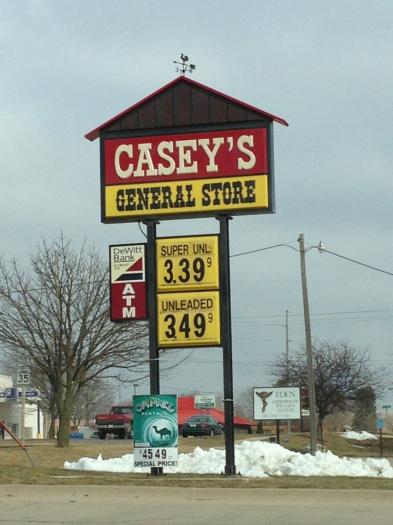 CASEY'S
GENERAL STORE
DeWitt
Bank
ATM
SUPER UNL
3.39 9
UNLEADED
3.49 9
35
CAMEL
MENTHOL
$45 49
SPECIAL PRICE!
EDEN